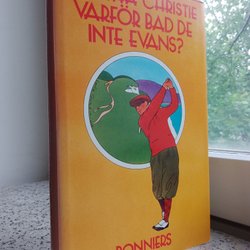 CHRISTIE
VARFÖR BAD DE
INTE EVANS?
BONNIERS